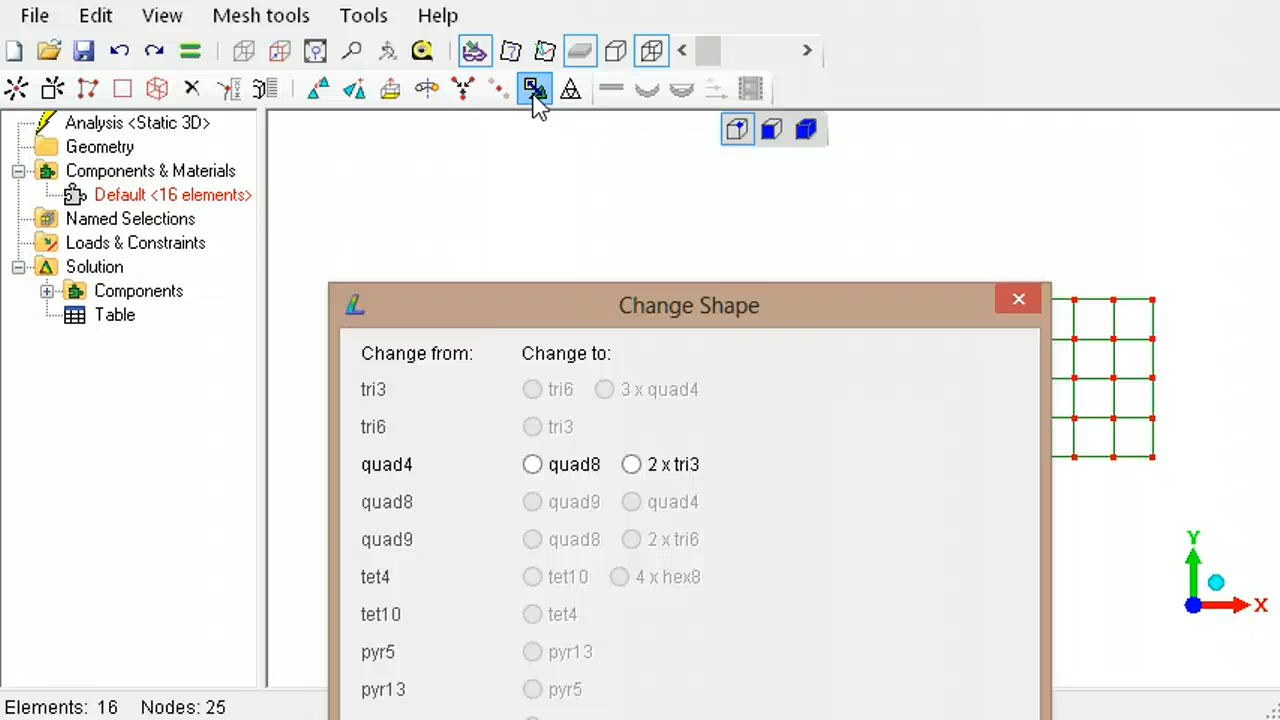 File Edit View Mesh tools Tools Help
Analysis <Static 3D>
Geometry
Components & Materials
Default <16 elements>
Named Selections
Loads & Constraints
Solution
Components
Table
Change Shape
Change from: Change to:
tri3 tri6 3 x quad4
tri6 tri3
quad4 quad8 2 x tri3
quad8 quad9 quad4
quad9 quad8 2 x tri6
tet4 tet10 4 x hex8
tet10 tet4
pyr5 pyr13
pyr13 pyr5
Y
X
Elements: 16 Nodes: 25